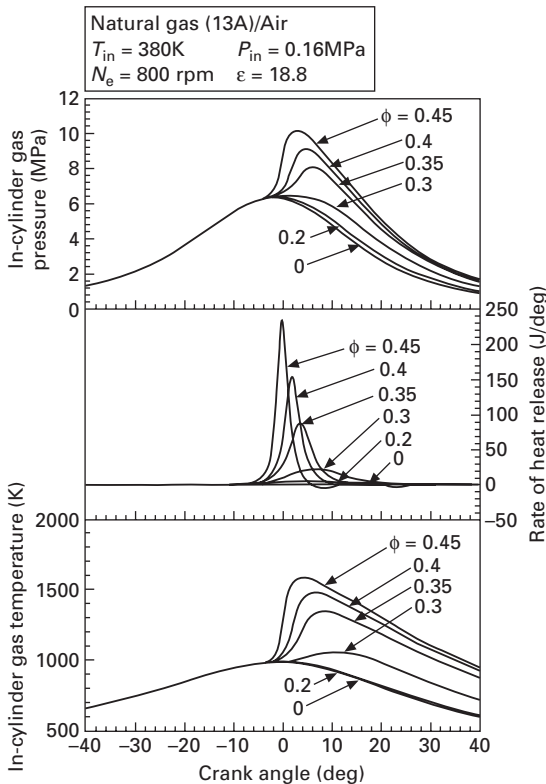 Natural gas (13A)/Air
T_in = 380K P_in = 0.16MPa
N_e = 800 rpm ε = 18.8
In-cylinder gas
pressure (MPa)
12
10
8
6
4
2
0
ϕ = 0.45
0.4
0.35
0.3
0.2
0
Rate of heat release (J/deg)
250
200
150
100
50
0
−50
ϕ = 0.45
0.4
0.35
0.3
0.2
0
In-cylinder gas temperature (K)
2000
1500
1000
500
ϕ = 0.45
0.4
0.35
0.3
0.2
0
−40 −30 −20 −10 0 10 20 30 40
Crank angle (deg)